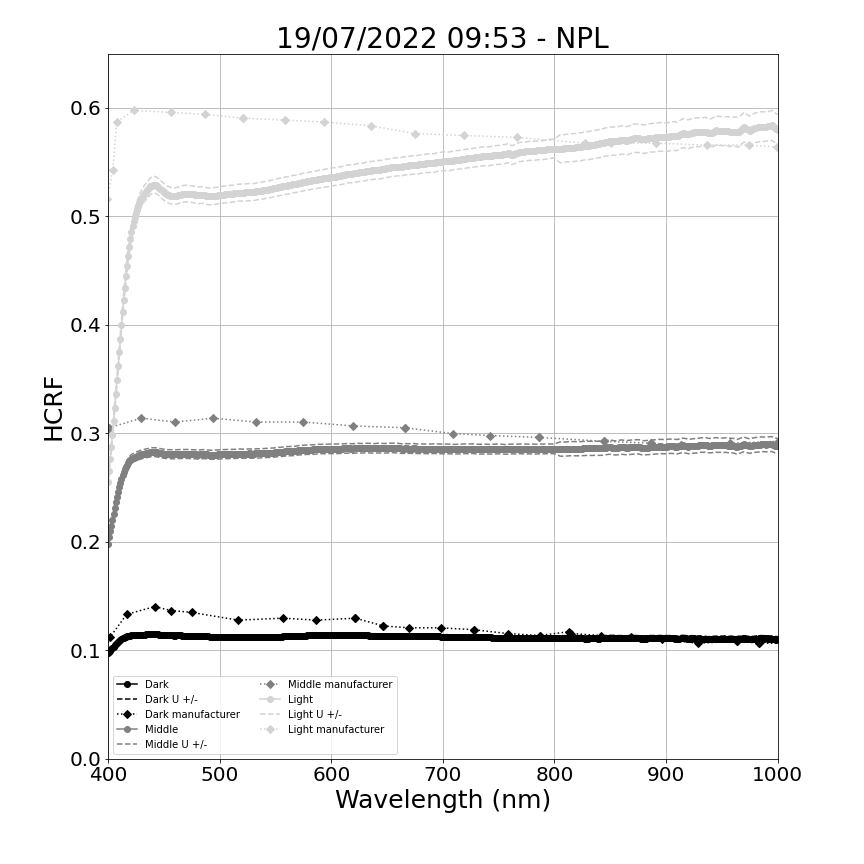 19/07/2022 09:53 - NPL
0.6
0.5
0.4
0.3
0.2
0.1
0.0
HCRF
Dark
Dark U +/-
Dark manufacturer
Middle
Middle U +/-
Middle manufacturer
Light
Light U +/-
Light manufacturer
400 500 600 700 800 900 1000
Wavelength (nm)